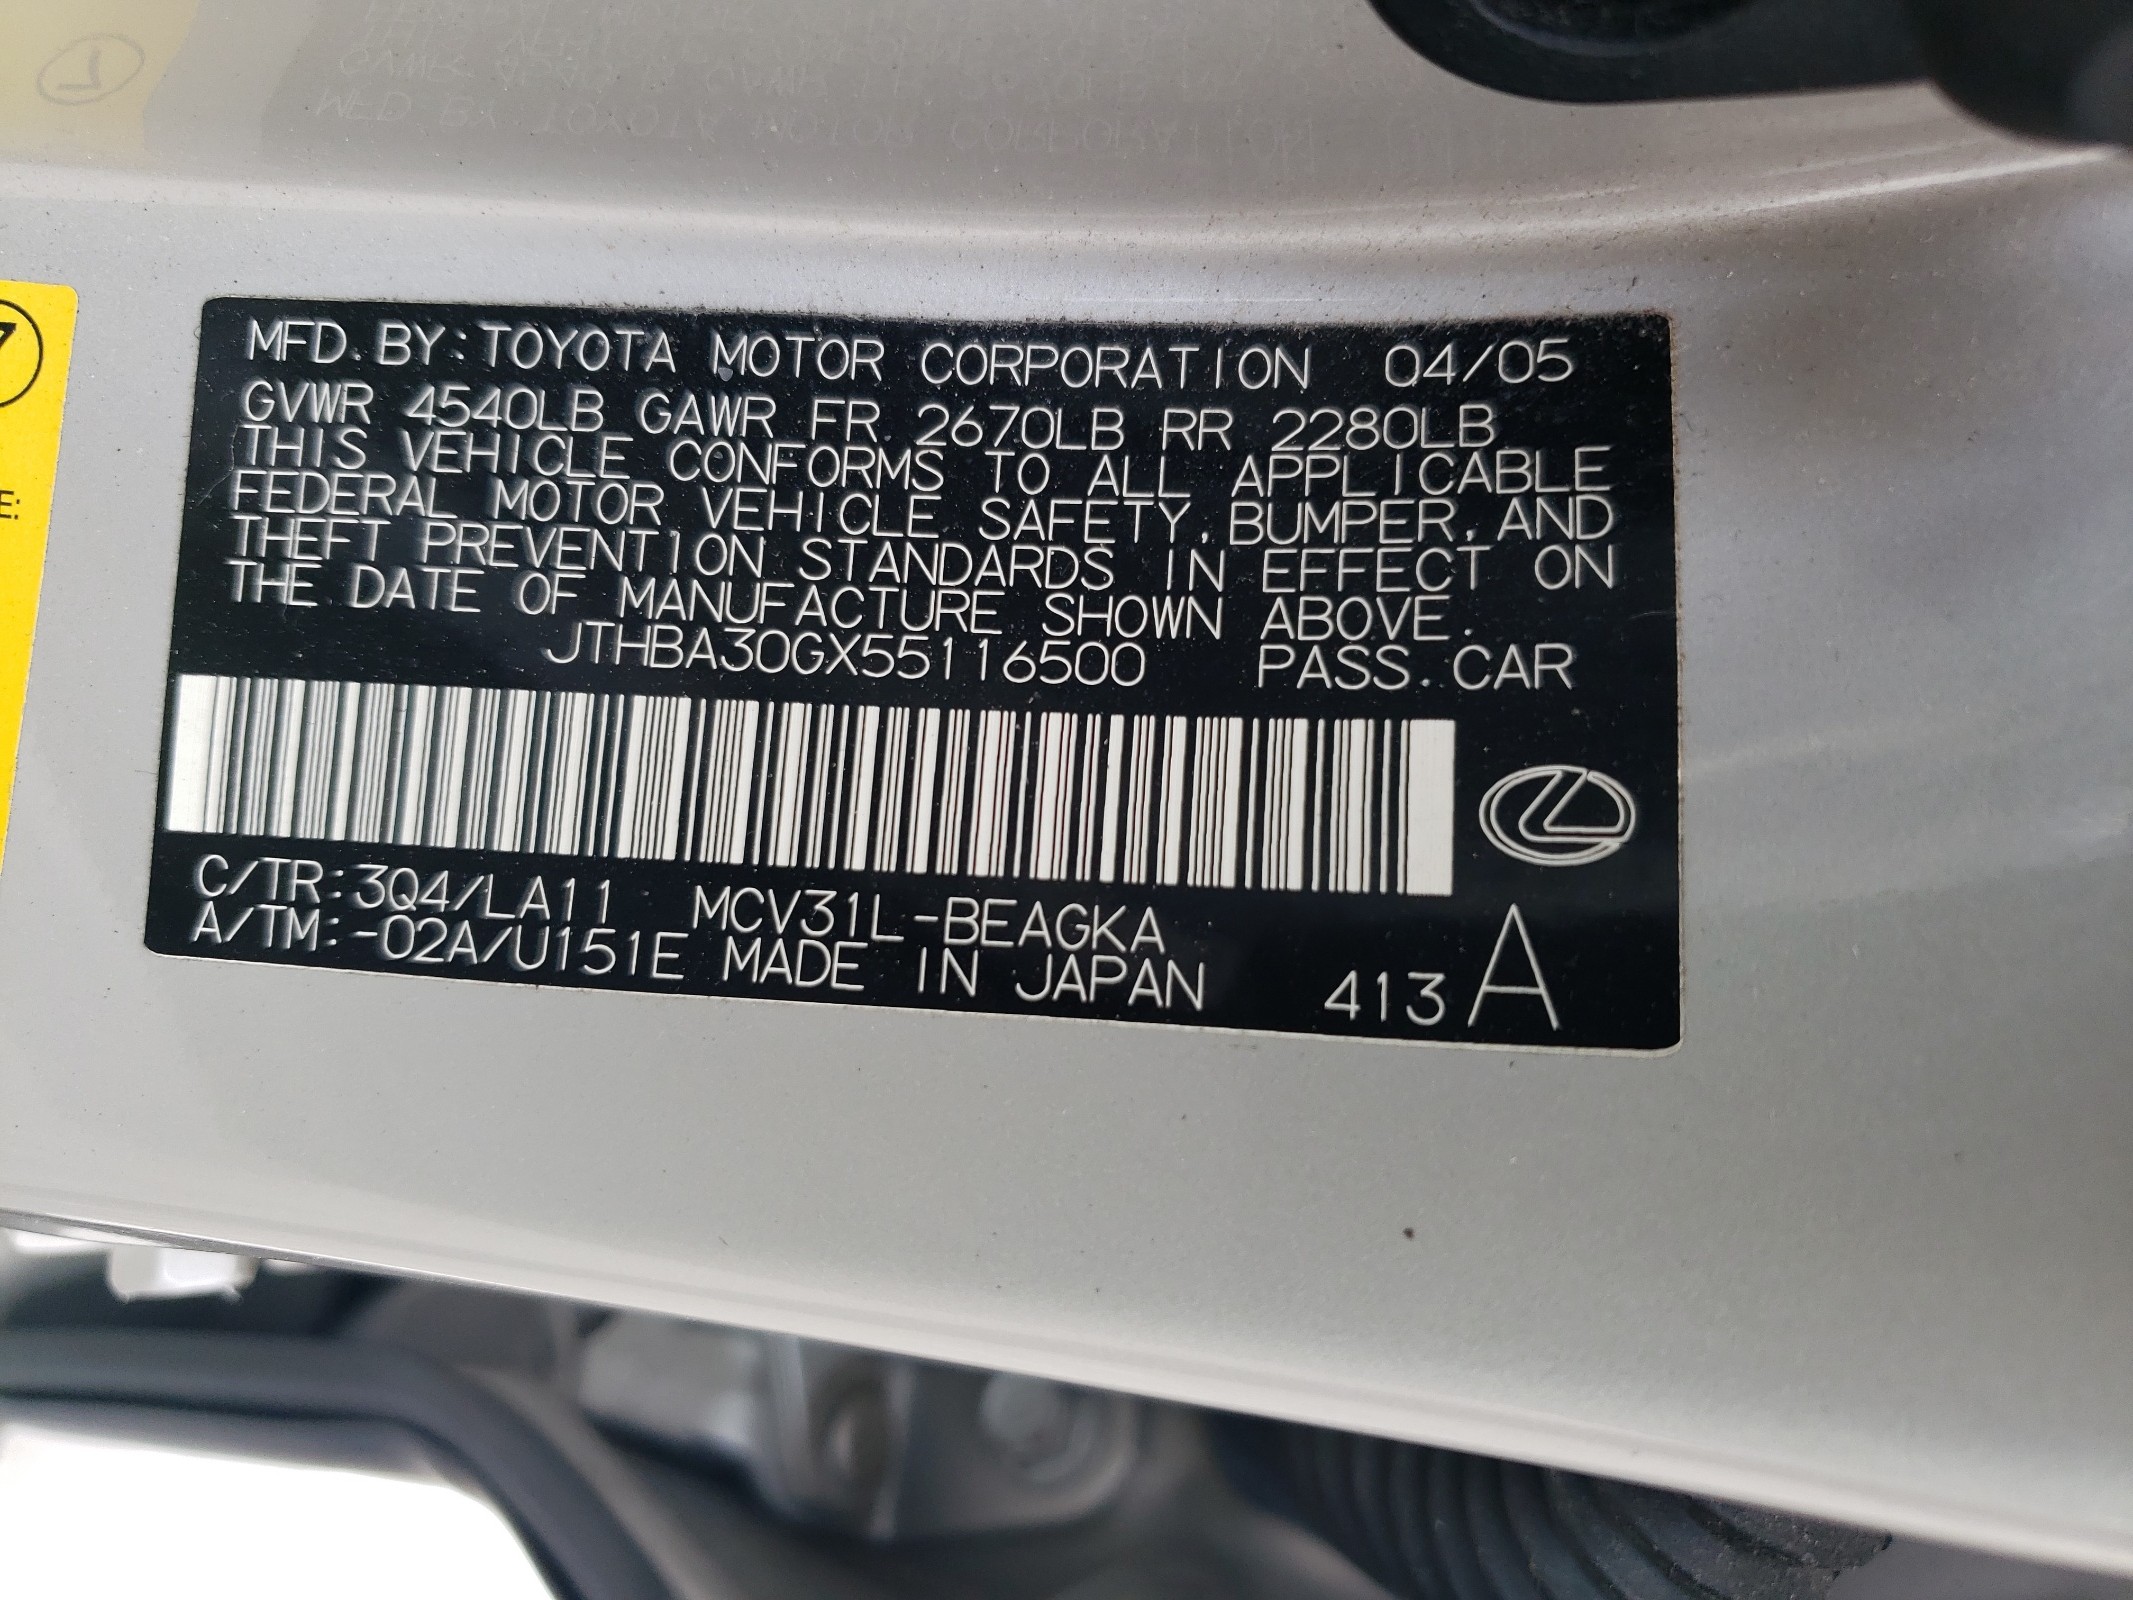 MFD. BY: TOYOTA MOTOR CORPORATION 04/05
GVWR 4540LB GAWR FR 2670LB RR 2280LB
THIS VEHICLE CONFORMS TO ALL APPLICABLE
FEDERAL MOTOR VEHICLE SAFETY, BUMPER, AND
THEFT PREVENTION STANDARDS IN EFFECT ON
THE DATE OF MANUFACTURE SHOWN ABOVE.
JTHBA30GX55116500 PASS. CAR
C/TR:3Q4/LA11 MCV31L-BEAGKA
A/TM:-02A/U151E MADE IN JAPAN 413 A
7
E: